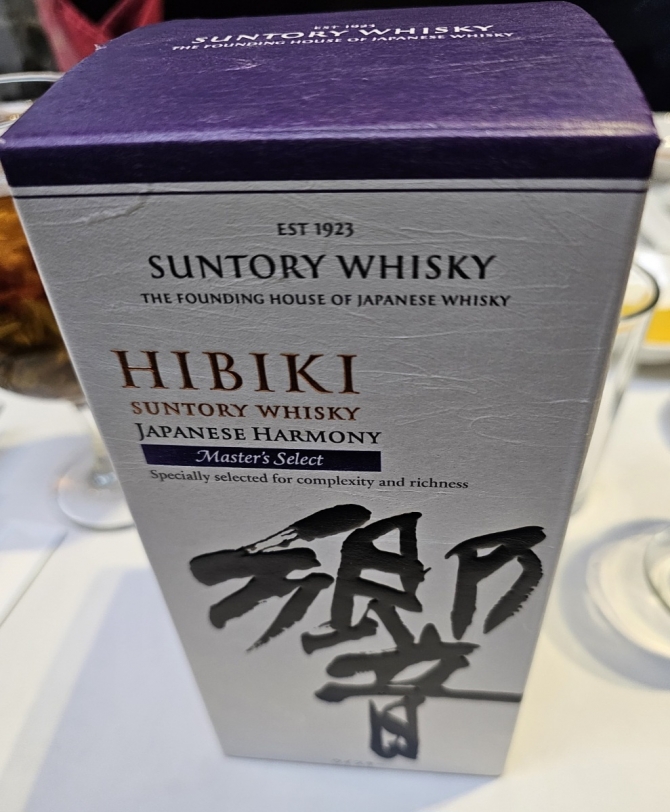 EST 1923
SUNTORY WHISKY
THE FOUNDING HOUSE OF JAPANESE WHISKY
EST 1923
SUNTORY WHISKY
THE FOUNDING HOUSE OF JAPANESE WHISKY
HIBIKI
SUNTORY WHISKY
JAPANESE HARMONY
Master's Select
Specially selected for complexity and richness
響